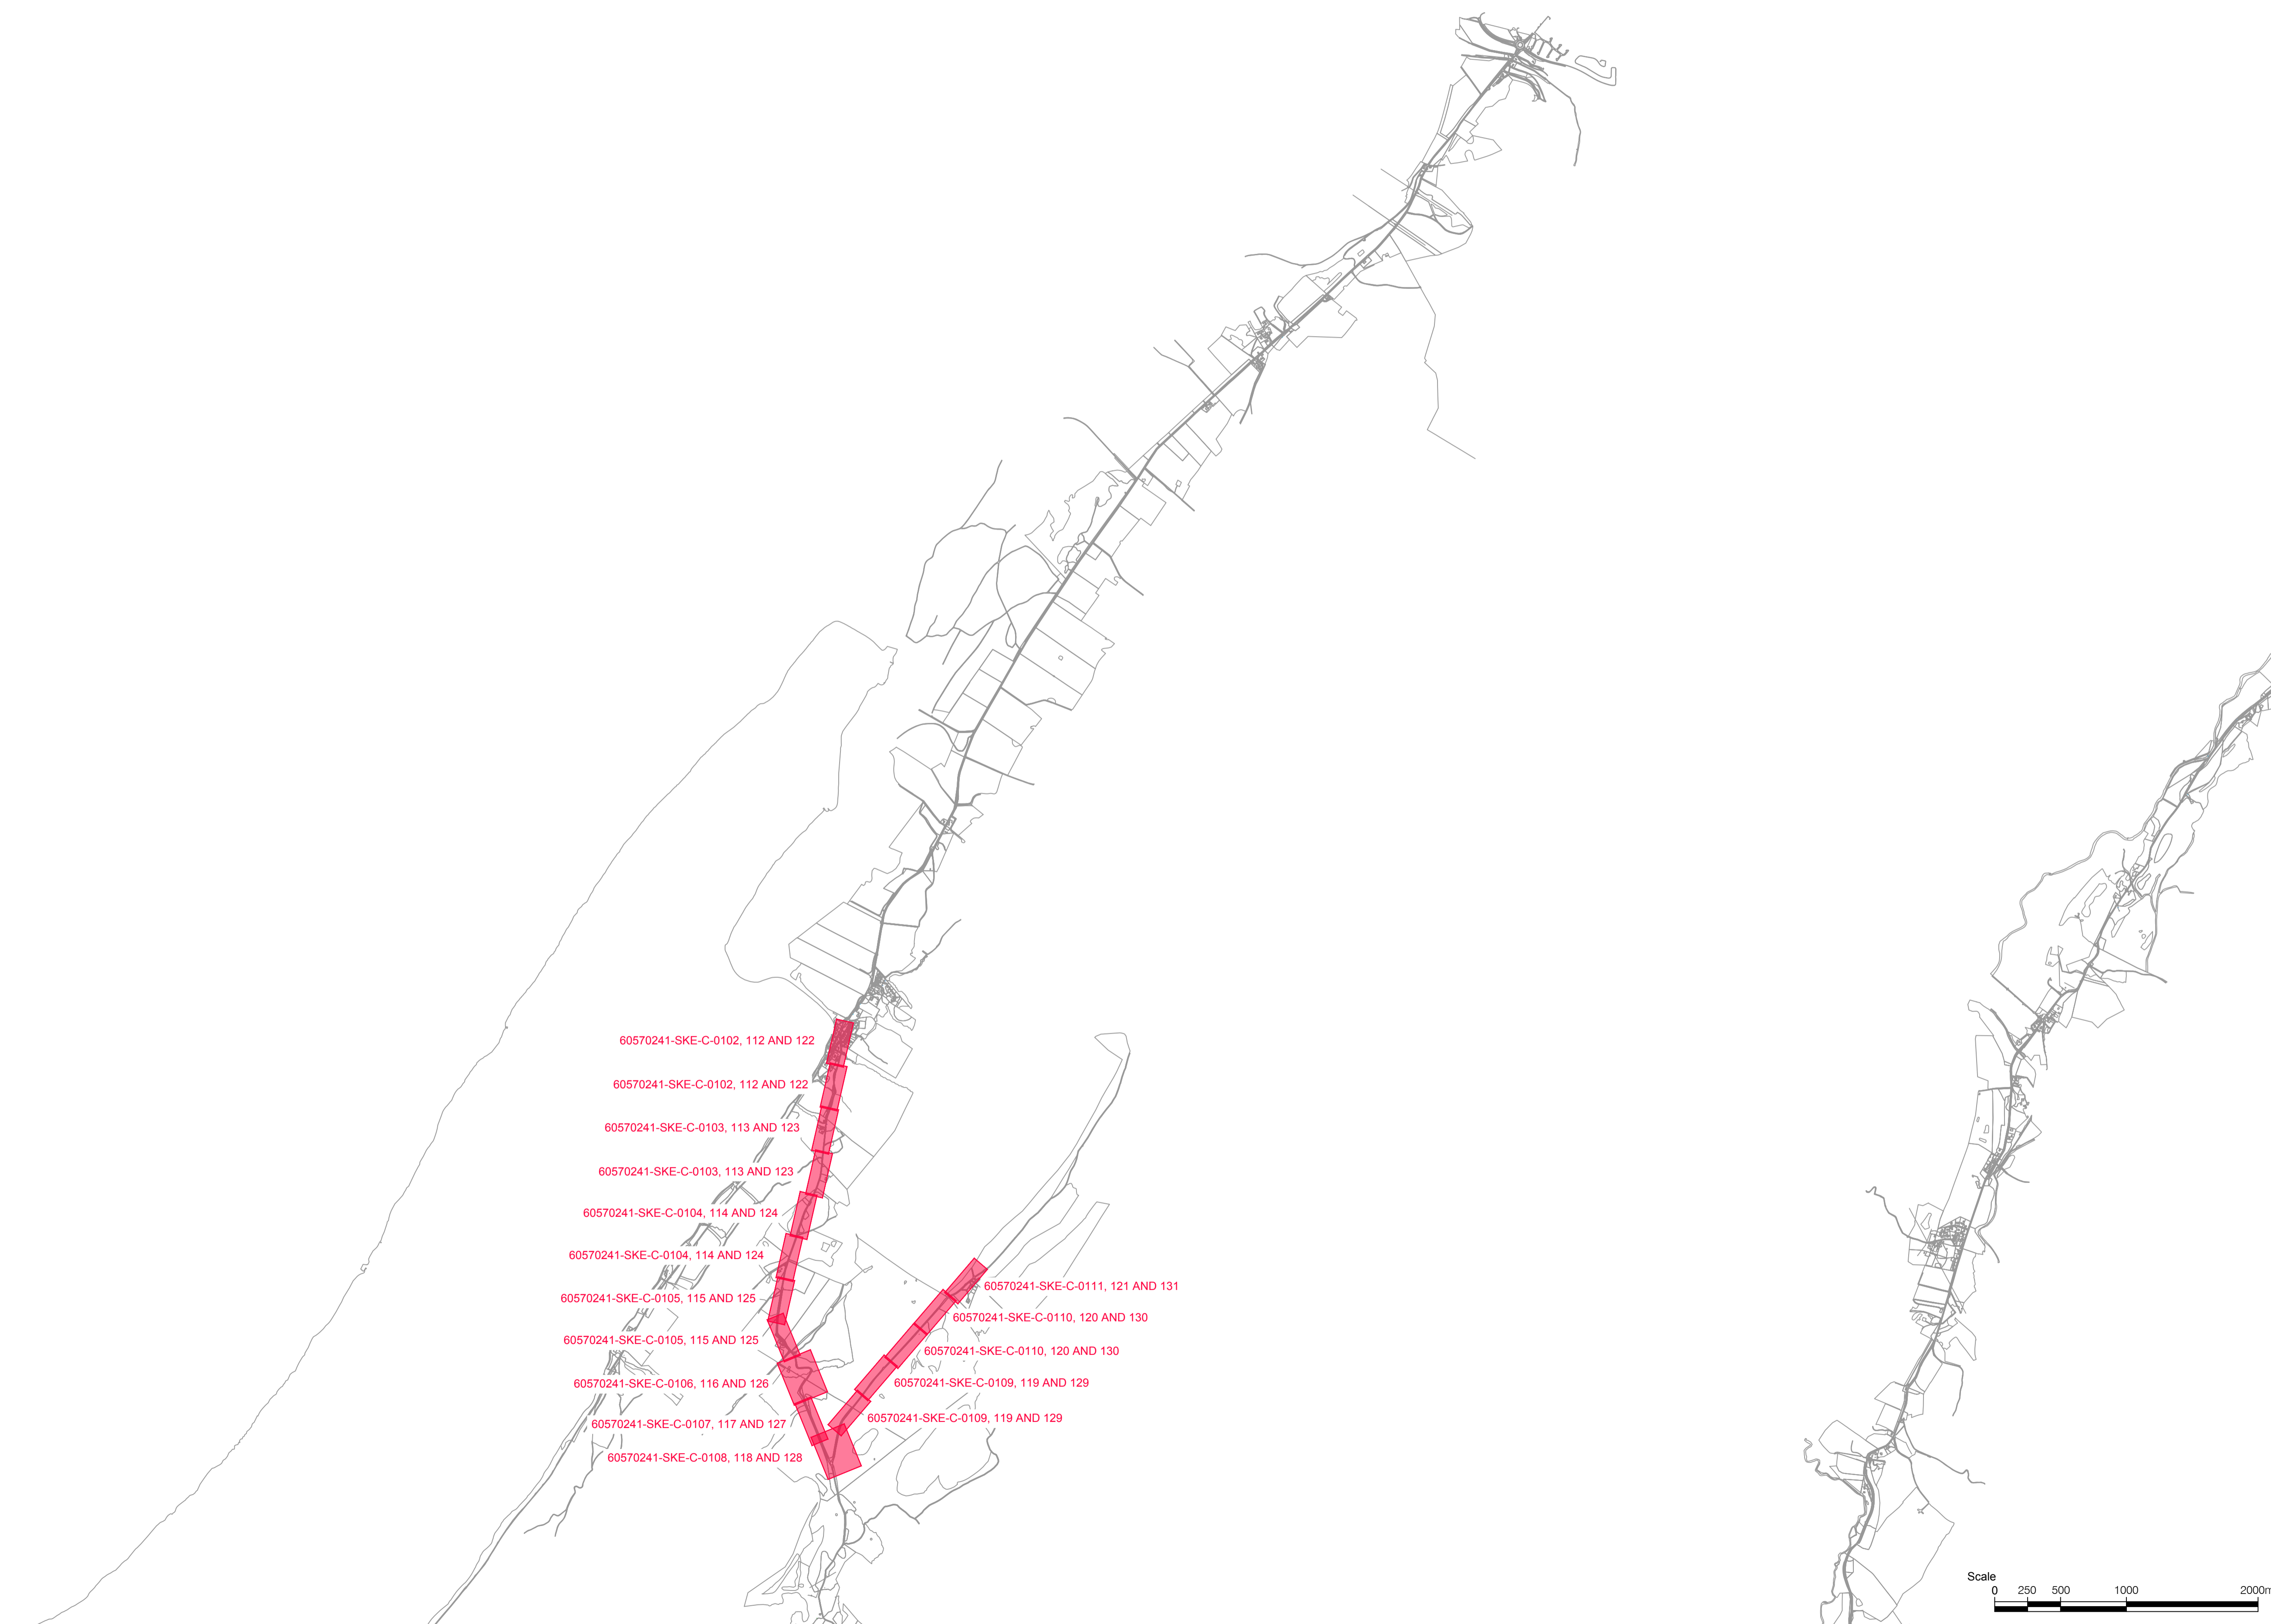 60570241-SKE-C-0102, 112 AND 122
60570241-SKE-C-0102, 112 AND 122
60570241-SKE-C-0103, 113 AND 123
60570241-SKE-C-0103, 113 AND 123
60570241-SKE-C-0104, 114 AND 124
60570241-SKE-C-0104, 114 AND 124
60570241-SKE-C-0105, 115 AND 125
60570241-SKE-C-0105, 115 AND 125
60570241-SKE-C-0106, 116 AND 126
60570241-SKE-C-0107, 117 AND 127
60570241-SKE-C-0108, 118 AND 128
60570241-SKE-C-0111, 121 AND 131
60570241-SKE-C-0110, 120 AND 130
60570241-SKE-C-0110, 120 AND 130
60570241-SKE-C-0109, 119 AND 129
60570241-SKE-C-0109, 119 AND 129
Scale
0 250 500 1000 2000m